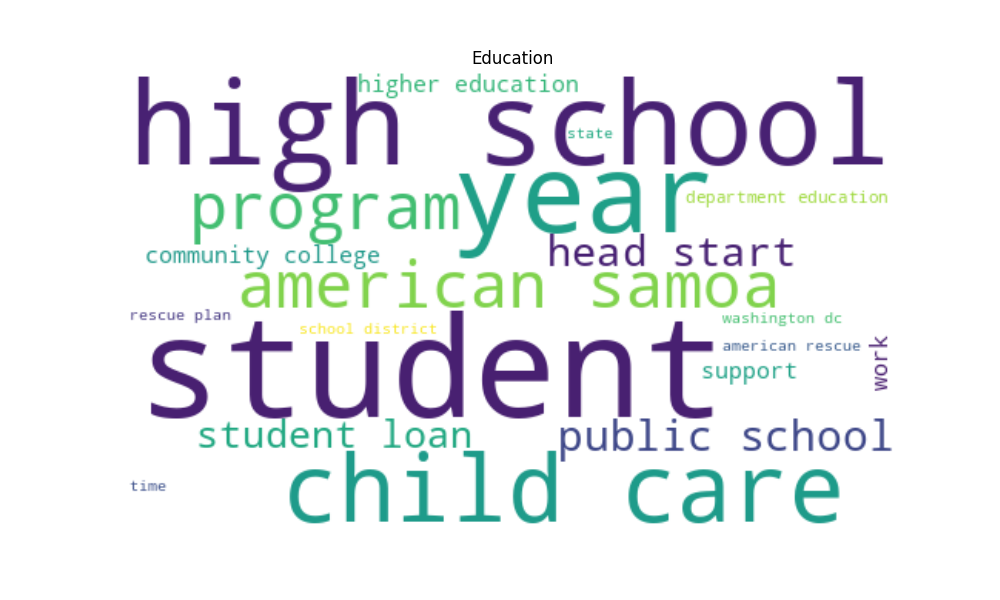 Education
higher education
high school
state
year
program
department education
head start
community college
american samoa
rescue plan
washington dc
school district
student
american rescue
work
support
student loan
public school
child care
time